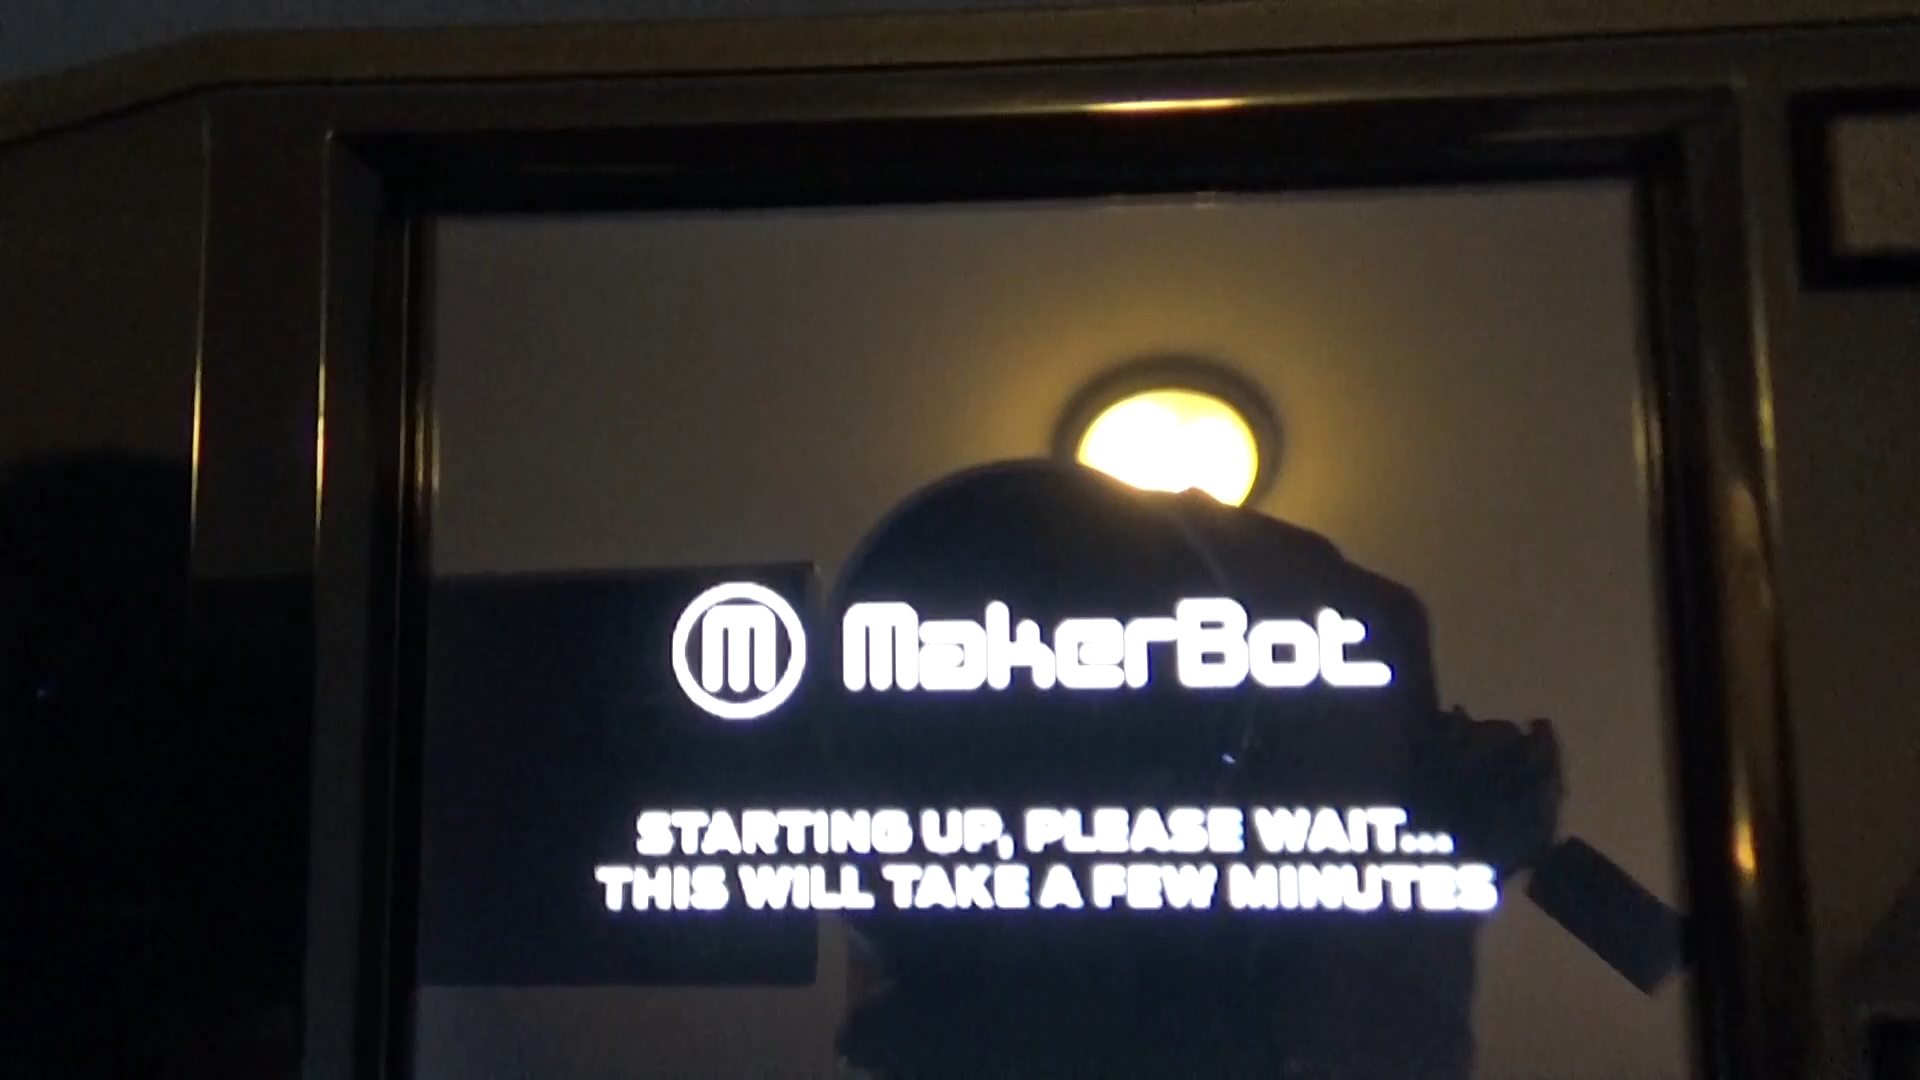 M MakerBot
STARTING UP, PLEASE WAIT...
THIS WILL TAKE A FEW MINUTES